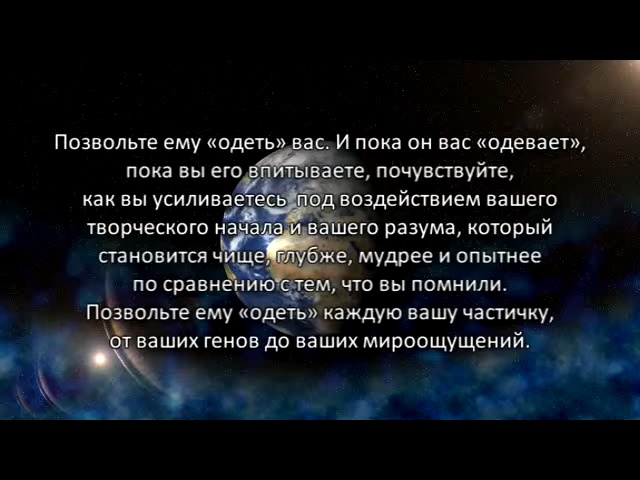 Позвольте ему «одеть» вас. И пока он вас «одевает»,
пока вы его впитываете, почувствуйте,
как вы усиливаетесь под воздействием вашего
творческого начала и вашего разума, который
становится чище, глубже, мудрее и опытнее
по сравнению с тем, что вы помнили.
Позвольте ему «одеть» каждую вашу частичку,
от ваших генов до ваших мироощущений.